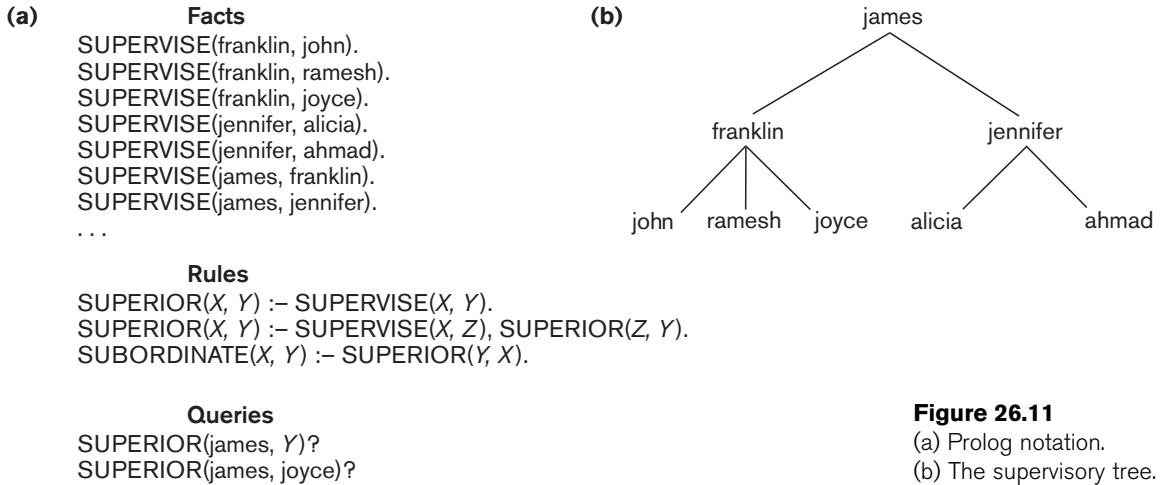 (a) Facts
SUPERVISE(franklin, john).
SUPERVISE(franklin, ramesh).
SUPERVISE(franklin, joyce).
SUPERVISE(jennifer, alicia).
SUPERVISE(jennifer, ahmad).
SUPERVISE(james, franklin).
SUPERVISE(james, jennifer).
. . .
Rules
SUPERIOR(X, Y) :– SUPERVISE(X, Y).
SUPERIOR(X, Y) :– SUPERVISE(X, Z), SUPERIOR(Z, Y).
SUBORDINATE(X, Y) :– SUPERIOR(Y, X).
Queries
SUPERIOR(james, Y)?
SUPERIOR(james, joyce)?
(b) james
franklin jennifer
john ramesh joyce alicia ahmad
Figure 26.11
(a) Prolog notation.
(b) The supervisory tree.